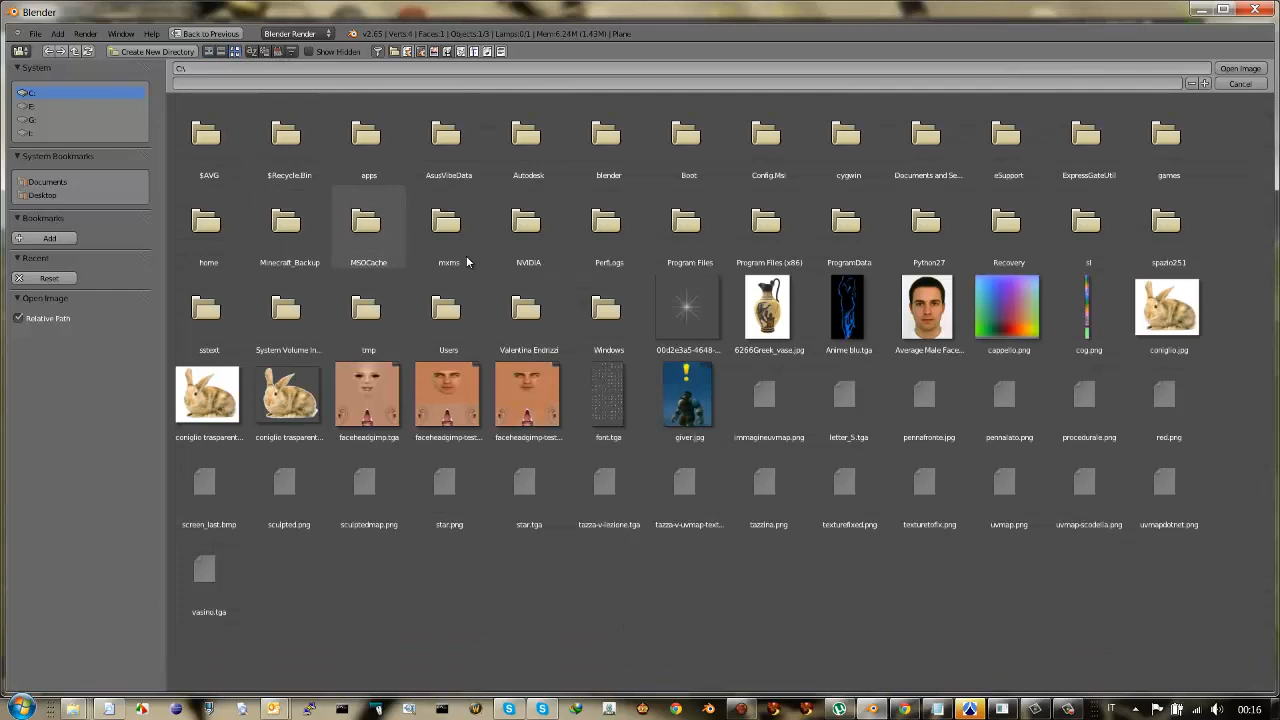 Blender
File Add Render Window Help Back to Previous Blender Render v2.65 | Verts:4 | Faces:1 | Objects:1/3 | Mem:6.24M (1.43M) | Plane
Create New Directory Show Hidden
System
C:\ Open Image
Cancel
C:
E:
G:
I:
System Bookmarks
Documents
Desktop
Bookmarks
Add
Recent
Reset
Open Image
Relative Path
$AVG $Recycle.Bin apps AsusVibeData Autodesk blender Boot Config.Msi cygwin Documents and Se... eSupport ExpressGateUtil games
home Minecraft_Backup MSOCache mxms NVIDIA PerfLogs Program Files Program Files (x86) ProgramData Python27 Recovery sl spazio251
sstext System Volume In... tmp Users Valentina Endrizzi Windows 00d2e3a5-4648-... 6266Greek_vase.jpg Anime blu.tga Average Male Face... cappello.png cog.png coniglio.jpg
coniglio trasparent... coniglio trasparent... faceheadgimp.tga faceheadgimp-test... faceheadgimp-test... font.tga giver.jpg immagineuvmap.png letter_S.tga pennafronte.jpg pennalato.png procedurale.png red.png
screen_last.bmp sculpted.png sculptedmap.png star.png star.tga tazza-v-lezione.tga tazza-v-uvmap-text... tazzina.png texturefixed.png texturetofix.png uvmap.png uvmap-scodella.png uvmapdotnet.png
vasino.tga
IT 00:16